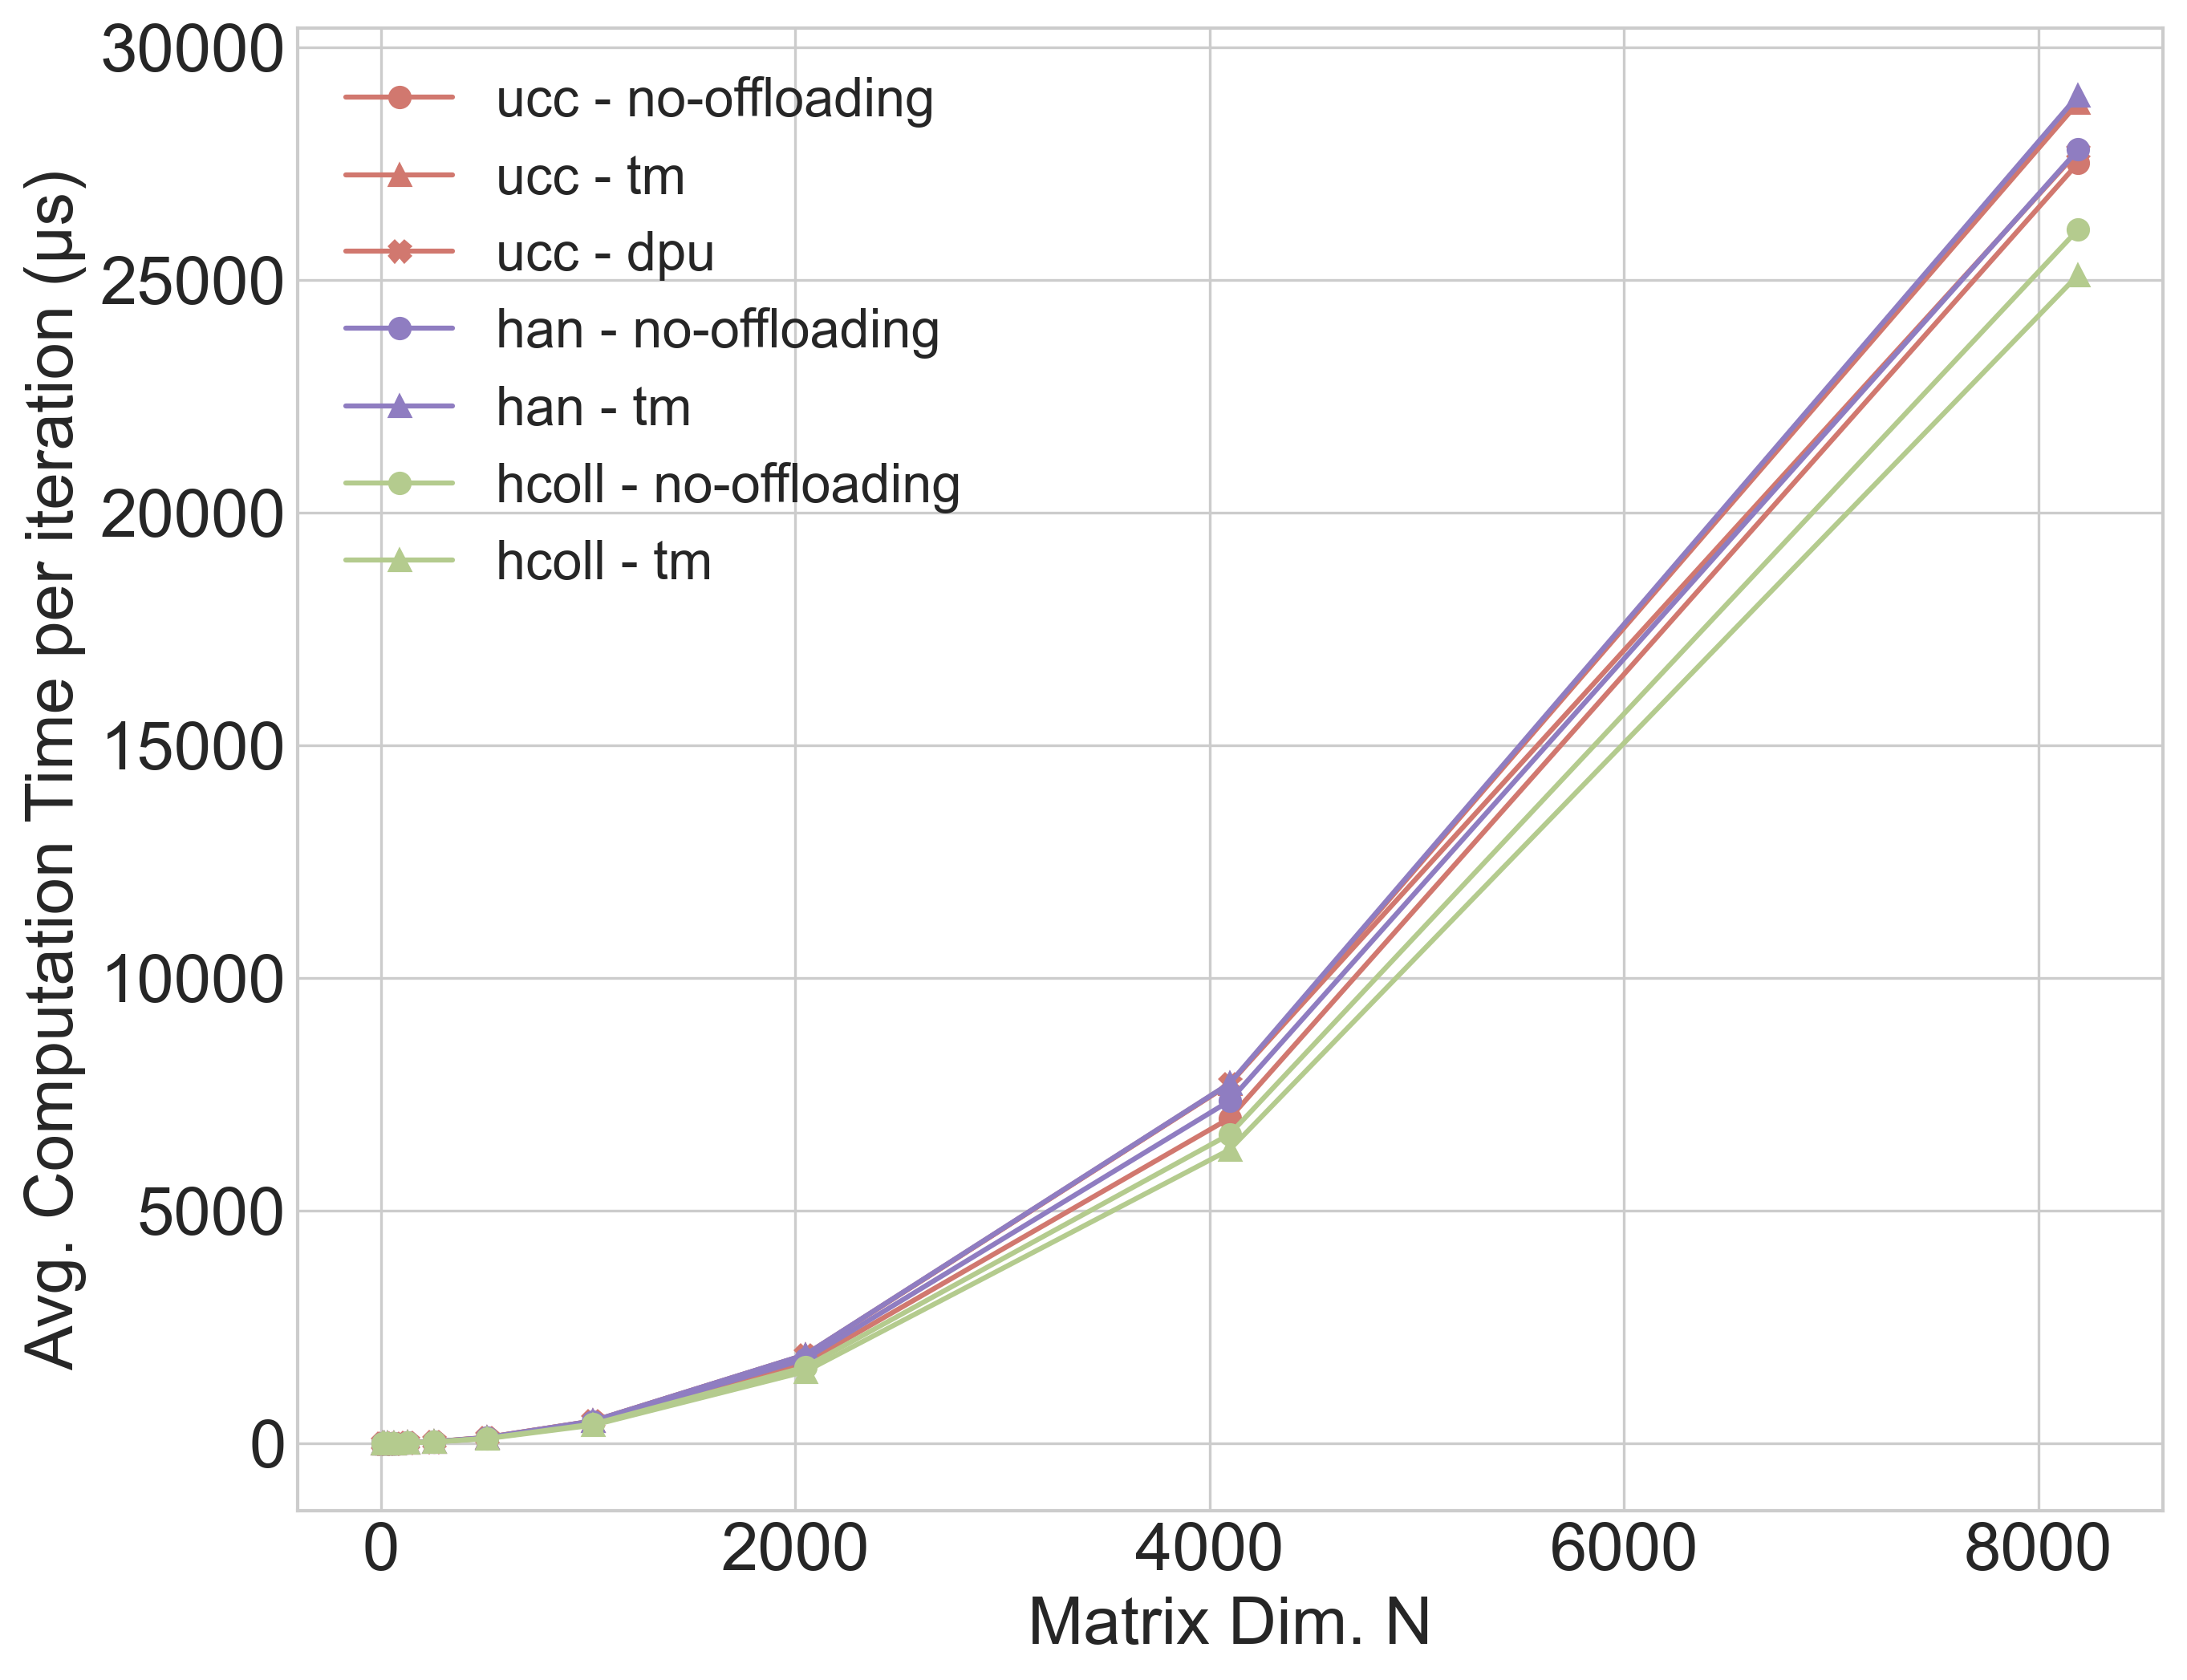 30000
25000
20000
15000
10000
5000
0
Avg. Computation Time per iteration (µs)
ucc - no-offloading
ucc - tm
ucc - dpu
han - no-offloading
han - tm
hcoll - no-offloading
hcoll - tm
0 2000 4000 6000 8000
Matrix Dim. N